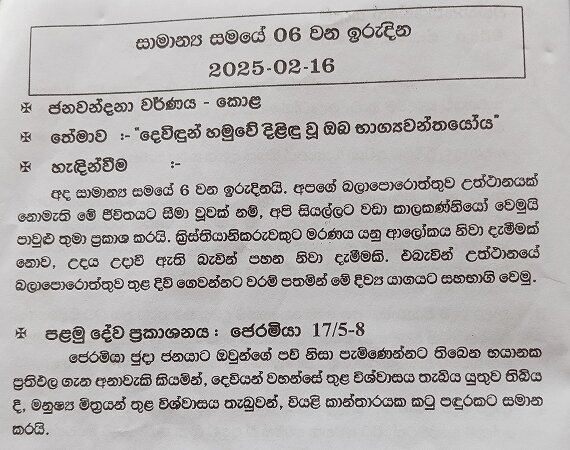 සාමාන්‍ය සමයේ 06 වන ඉරුදින
2025-02-16
✠ ජනවන්දනා වර්ණය - කොළ
✠ තේමාව :- "දෙවිඳුන් හමුවේ දිළිඳු වූ ඔබ භාග්‍යවන්තයෝය"
✠ හැඳින්වීම :-
අද සාමාන්‍ය සමයේ 6 වන ඉරුදිනයි. අපගේ බලාපොරොත්තුව උත්ථානයක්
නොමැති මේ ජීවිතයට සීමා වූවක් නම්, අපි සියල්ලට වඩා කාලකණ්නියෝ වෙමුයි
පාවුළු තුමා ප්‍රකාශ කරයි. ක්‍රිස්තියානිකරුවකුට මරණය යනු ආලෝකය නිවා දැමීමක්
නොව, උදය උදාවී ඇති බැවින් පහන නිවා දැමීමකි. එබැවින් උත්ථානයේ
බලාපොරොත්තුව තුළ දිවි ගෙවන්නට වරම් පතමින් මේ දිව්‍ය යාගයට සහභාගි වෙමු.
✠ පළමු දේව ප්‍රකාශනය : ජෙරමියා 17/5-8
ජෙරමියා ජුදා ජනයාට ඔවුන්ගේ පව් නිසා පැමිණෙන්නට තිබෙන භයානක
ප්‍රතිඵල ගැන අනාවැකි කියමින්, දෙවියන් වහන්සේ තුළ විශ්වාසය තැබිය යුතුව තිබිය
දී, මනුෂ්‍ය මිත්‍රයන් තුළ විශ්වාසය තැබුවන්, වියළි කාන්තාරයක කටු පඳුරකට සමාන
කරයි.